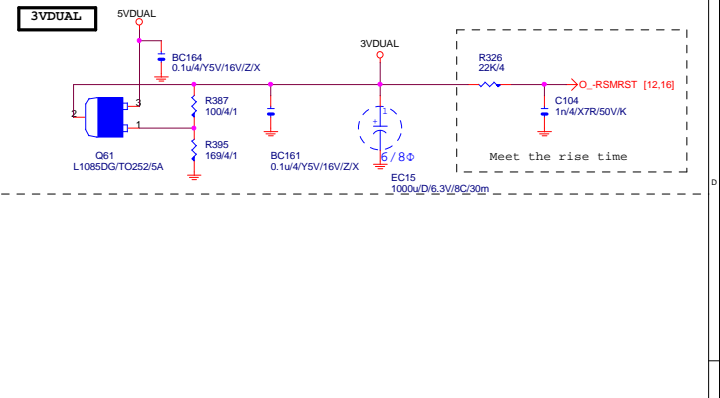 3VDUAL
5VDUAL
BC164
0.1u/4/Y5V/16V/Z/X
3VDUAL
R326
22K/4
O_-RSMRST [12,16]
C104
1n/4/X7R/50V/K
R387
100/4/1
2
3
1
1
+
R395
169/4/1
Q61
L1085DG/TO252/5A
BC161
0.1u/4/Y5V/16V/Z/X
6/8Φ
EC15
1000u/D/6.3V/8C/30m
Meet the rise time
D